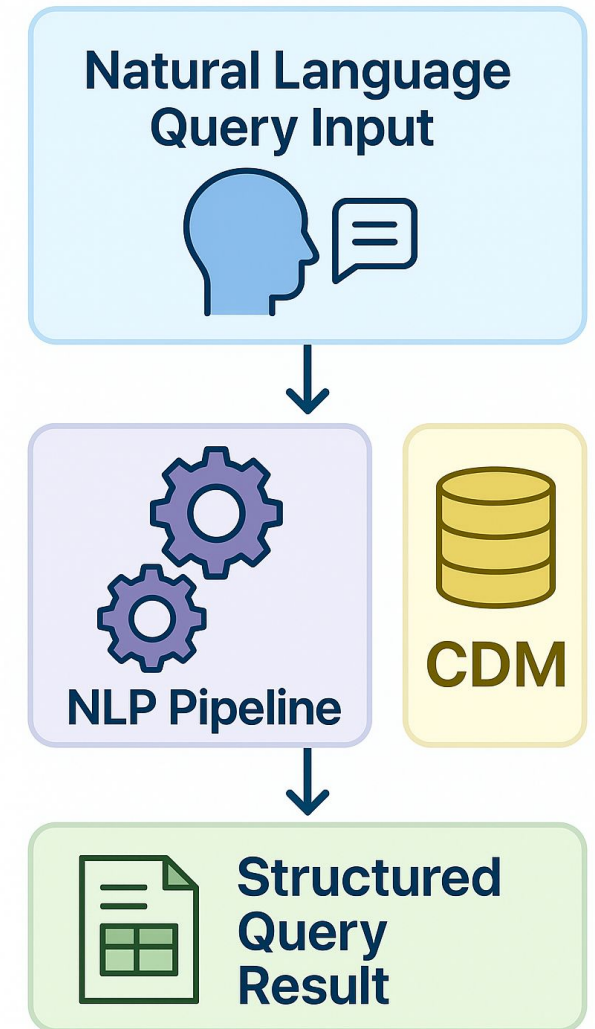 Natural Language
Query Input
NLP Pipeline
CDM
Structured
Query
Result